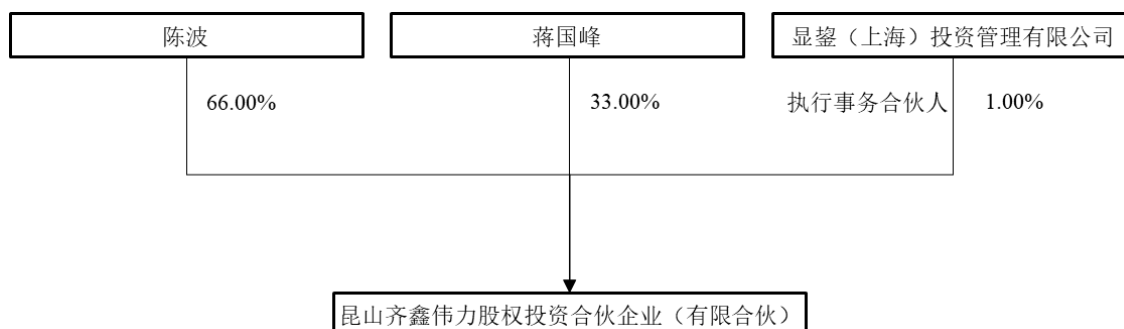 陈波
蒋国峰
显鋆（上海）投资管理有限公司
66.00%
33.00%
执行事务合伙人
1.00%
昆山齐鑫伟力股权投资合伙企业（有限合伙）